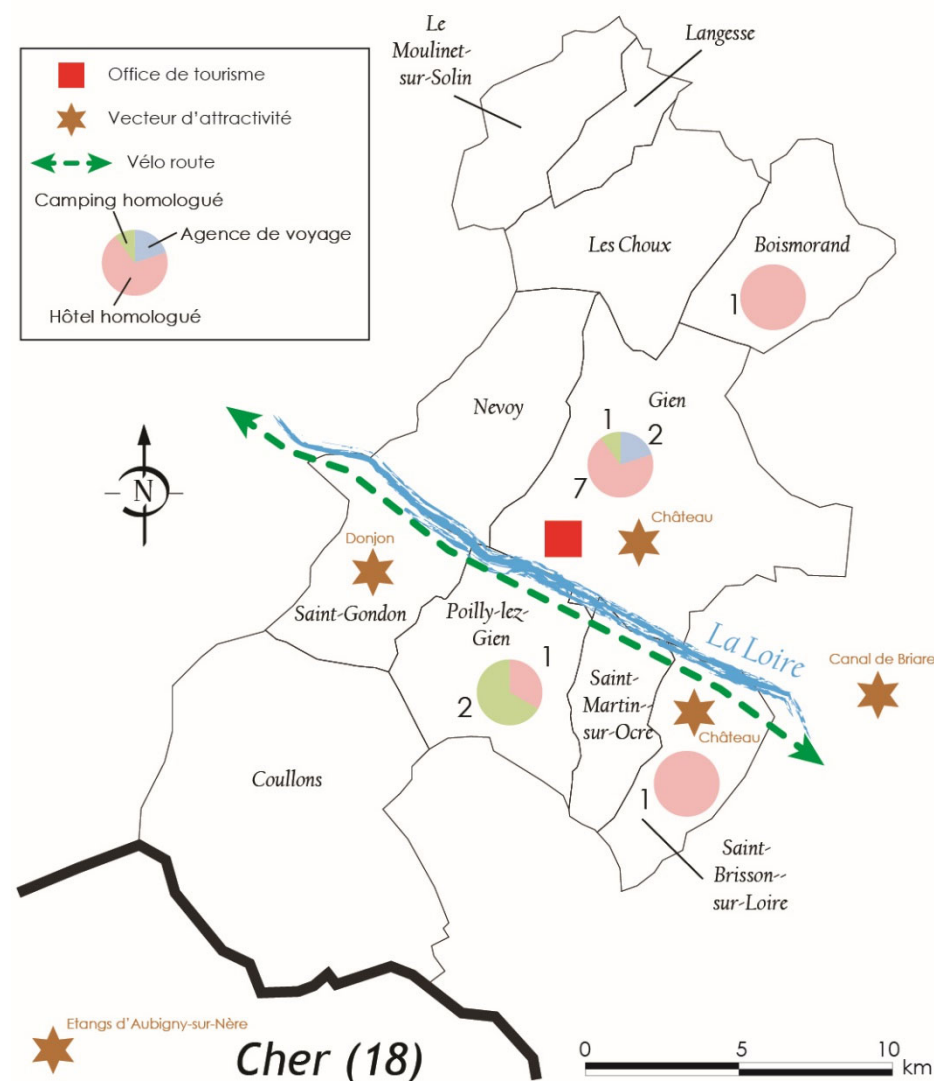 Office de tourisme
Vecteur d'attractivité
Vélo route
Camping homologué
Agence de voyage
Hôtel homologué
Le
Moulinet-
sur-Solin
Langesse
Les Choux
Boismorand
1
Nevoy
Gien
1
2
7
N
Château
Donjon
Saint-Gondon
Poilly-lez-
Gien
1
2
La Loire
Canal de Briare
Saint-
Martin--
sur-Ocre
Château
1
Coullons
Saint-
Brisson--
sur-Loire
Etangs d'Aubigny-sur-Nère
Cher (18)
0
5
10
km